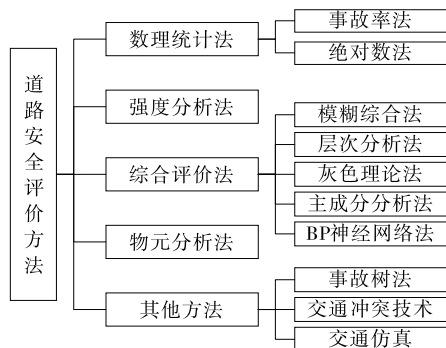 道路安全评价方法
数理统计法
事故率法
绝对数法
强度分析法
综合评价法
模糊综合法
层次分析法
灰色理论法
主成分分析法
BP神经网络法
物元分析法
其他方法
事故树法
交通冲突技术
交通仿真